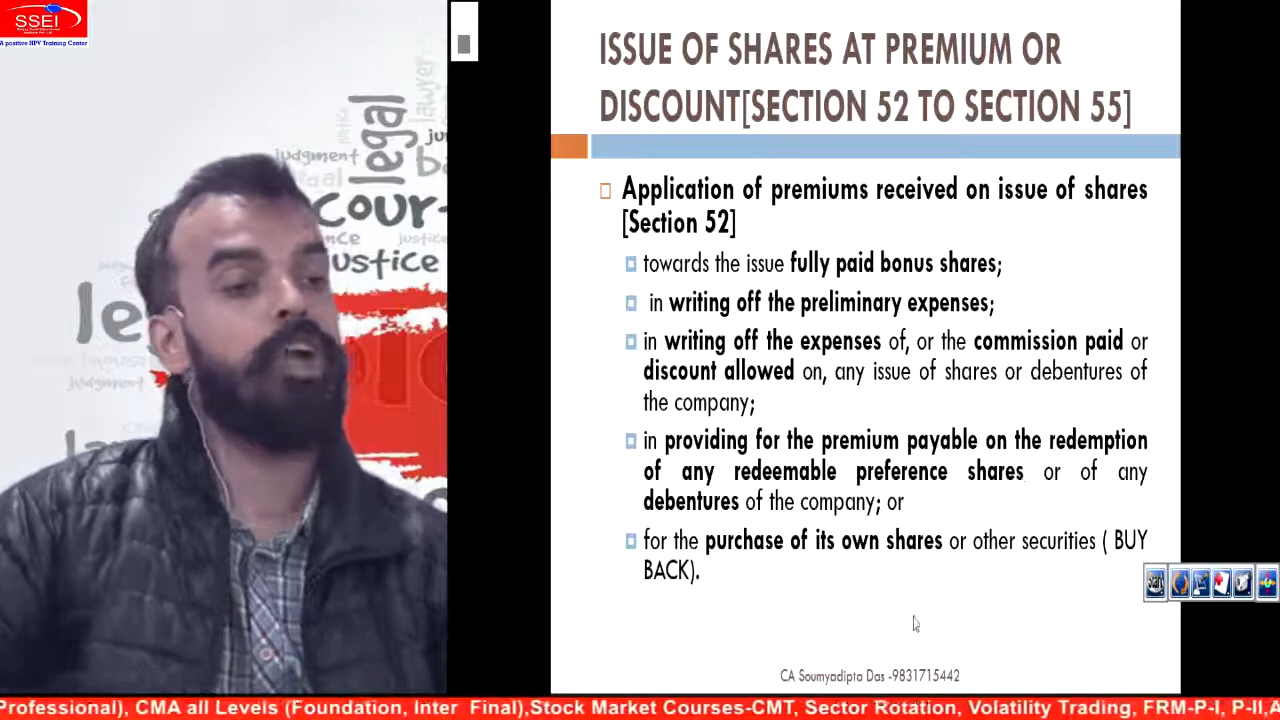 SSEI
A positive NPV Training Center
ISSUE OF SHARES AT PREMIUM OR
DISCOUNT[SECTION 52 TO SECTION 55]
Application of premiums received on issue of shares
[Section 52]
towards the issue fully paid bonus shares;
in writing off the preliminary expenses;
in writing off the expenses of, or the commission paid or
discount allowed on, any issue of shares or debentures of
the company;
in providing for the premium payable on the redemption
of any redeemable preference shares or of any
debentures of the company; or
for the purchase of its own shares or other securities ( BUY
BACK).
CA Soumyadipta Das -9831715442
legal
lawyer
judgment
cour
justice
ustice
le
judgment
Start
Professional), CMA all Levels (Foundation, Inter Final),Stock Market Courses-CMT, Sector Rotation, Volatility Trading, FRM-P-I, P-II,A